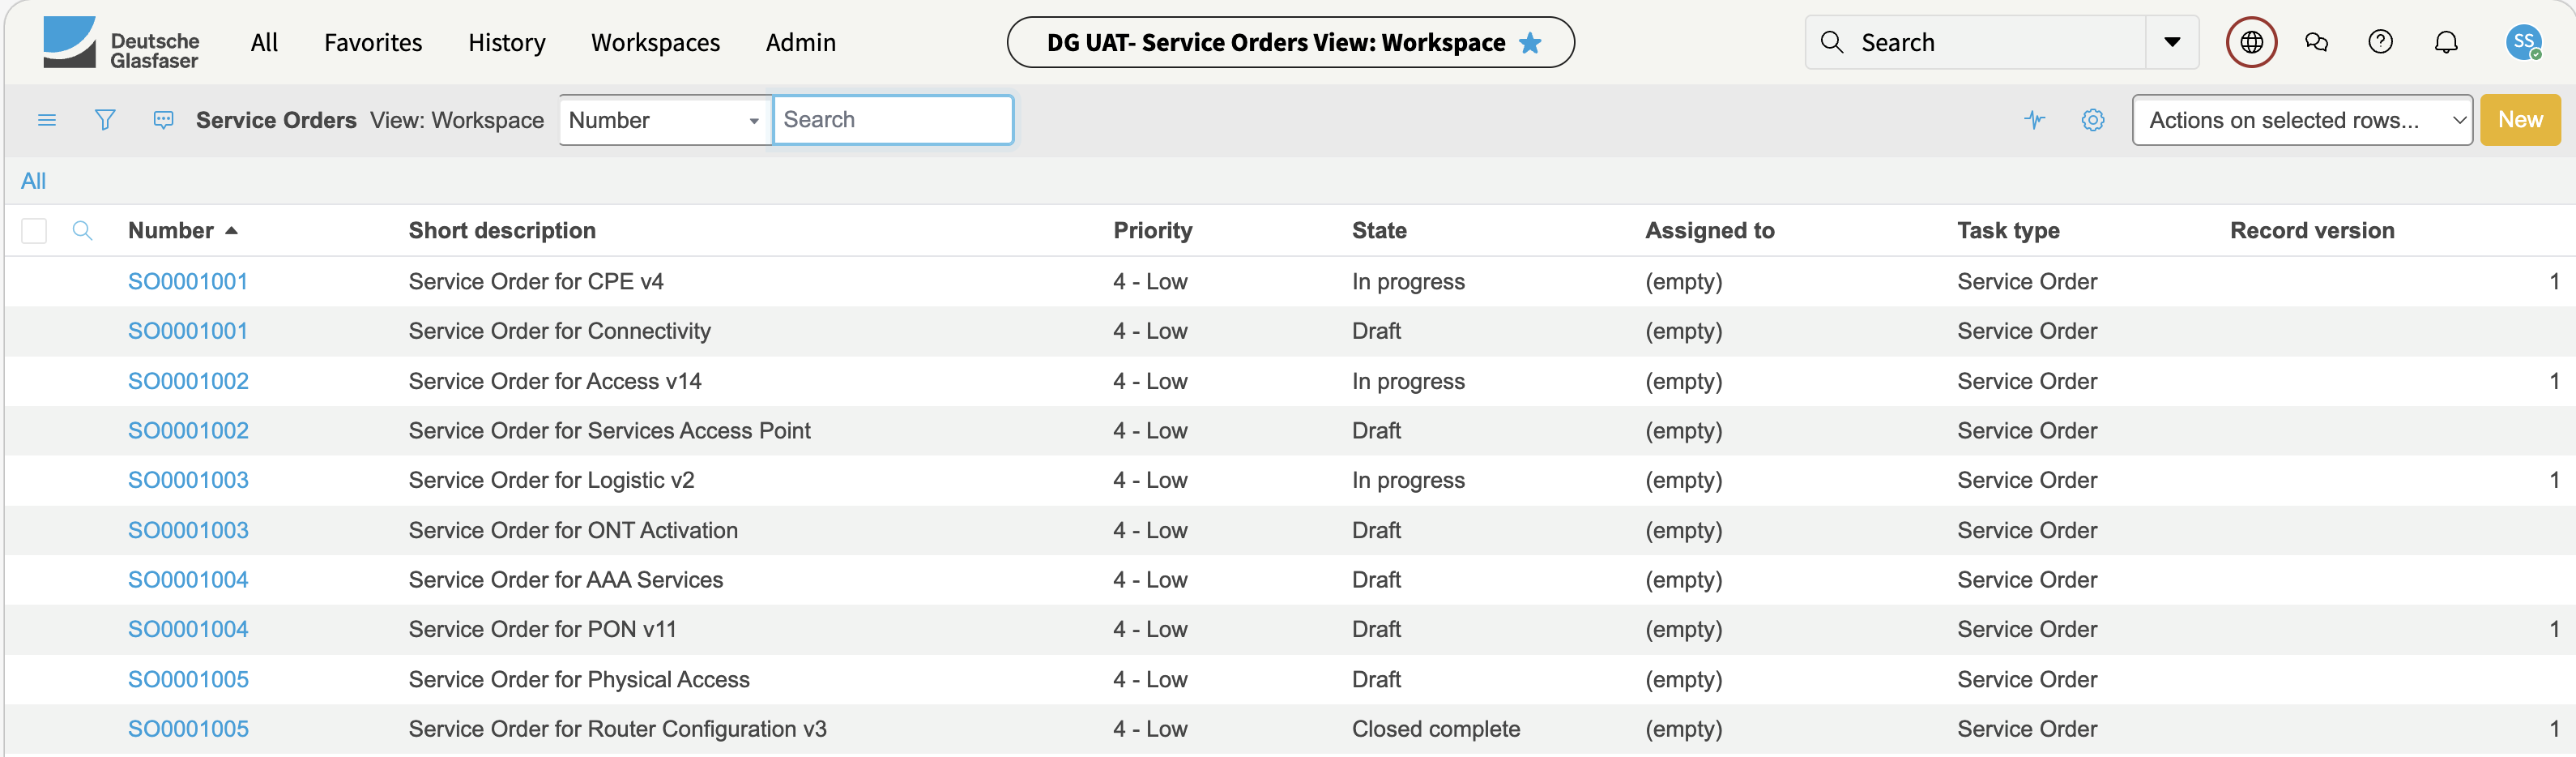 Deutsche
Glasfaser
All Favorites History Workspaces Admin
DG UAT- Service Orders View: Workspace
Search
SS
Service Orders View: Workspace Number Search Actions on selected rows... New
All
Number Short description Priority State Assigned to Task type Record version
SO0001001 Service Order for CPE v4 4 - Low In progress (empty) Service Order 1
SO0001001 Service Order for Connectivity 4 - Low Draft (empty) Service Order
SO0001002 Service Order for Access v14 4 - Low In progress (empty) Service Order 1
SO0001002 Service Order for Services Access Point 4 - Low Draft (empty) Service Order
SO0001003 Service Order for Logistic v2 4 - Low In progress (empty) Service Order 1
SO0001003 Service Order for ONT Activation 4 - Low Draft (empty) Service Order
SO0001004 Service Order for AAA Services 4 - Low Draft (empty) Service Order
SO0001004 Service Order for PON v11 4 - Low Draft (empty) Service Order 1
SO0001005 Service Order for Physical Access 4 - Low Draft (empty) Service Order
SO0001005 Service Order for Router Configuration v3 4 - Low Closed complete (empty) Service Order 1